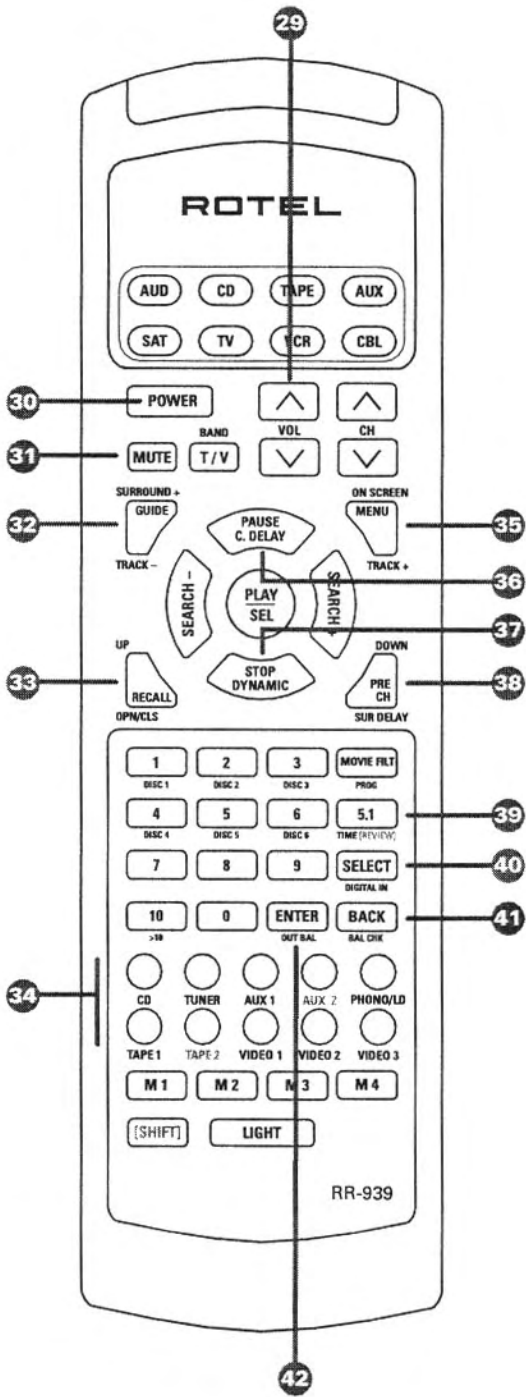 29
ROTEL
AUD CD TAPE AUX
SAT TV VCR CBL
30 POWER
VOL CH
BAND
31 MUTE T/V
SURROUND + ON SCREEN
32 GUIDE PAUSE C. DELAY MENU 35
TRACK – TRACK +
36
SEARCH – PLAY SEARCH +
SEL
37
UP DOWN
STOP
33 RECALL DYNAMIC PRE CH 38
OPN/CLS SUR DELAY
1 2 3 MOVIE FILT
DISC 1 DISC 2 DISC 3 PROG
4 5 6 5.1 39
DISC 4 DISC 5 DISC 6 TIME [REVIEW]
7 8 9 SELECT 40
DIGITAL IN
10 0 ENTER BACK 41
>10 OUT BAL BAL CHK
34
CD TUNER AUX 1 AUX 2 PHONO/LD
TAPE 1 TAPE 2 VIDEO 1 VIDEO 2 VIDEO 3
M 1 M 2 M 3 M 4
[SHIFT] LIGHT
RR-939
42